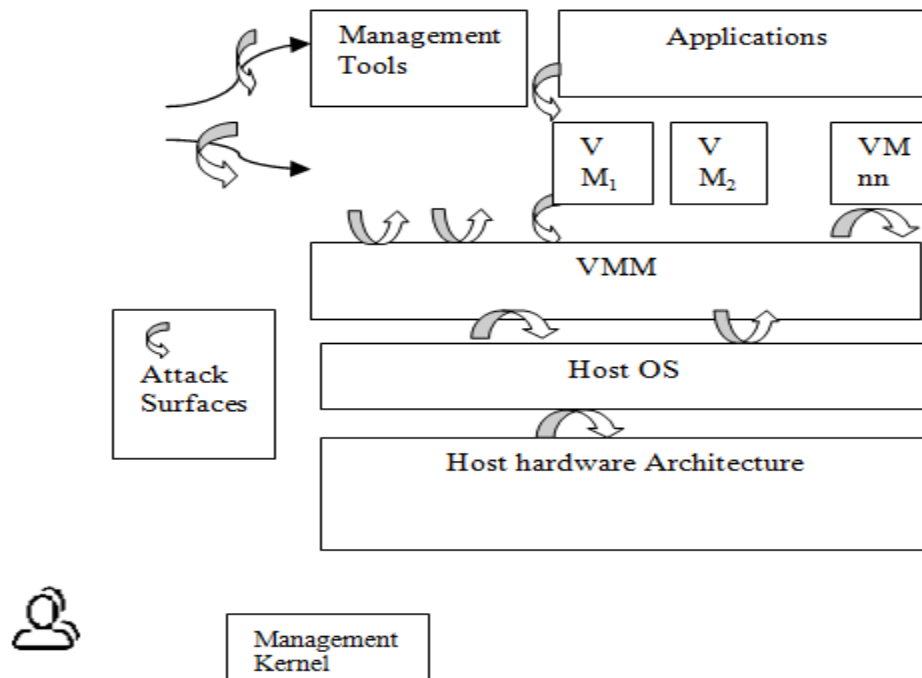 Management
Tools
Applications
V
M₁
V
M₂
VM
nn
VMM
Attack
Surfaces
Host OS
Host hardware Architecture
Management
Kernel